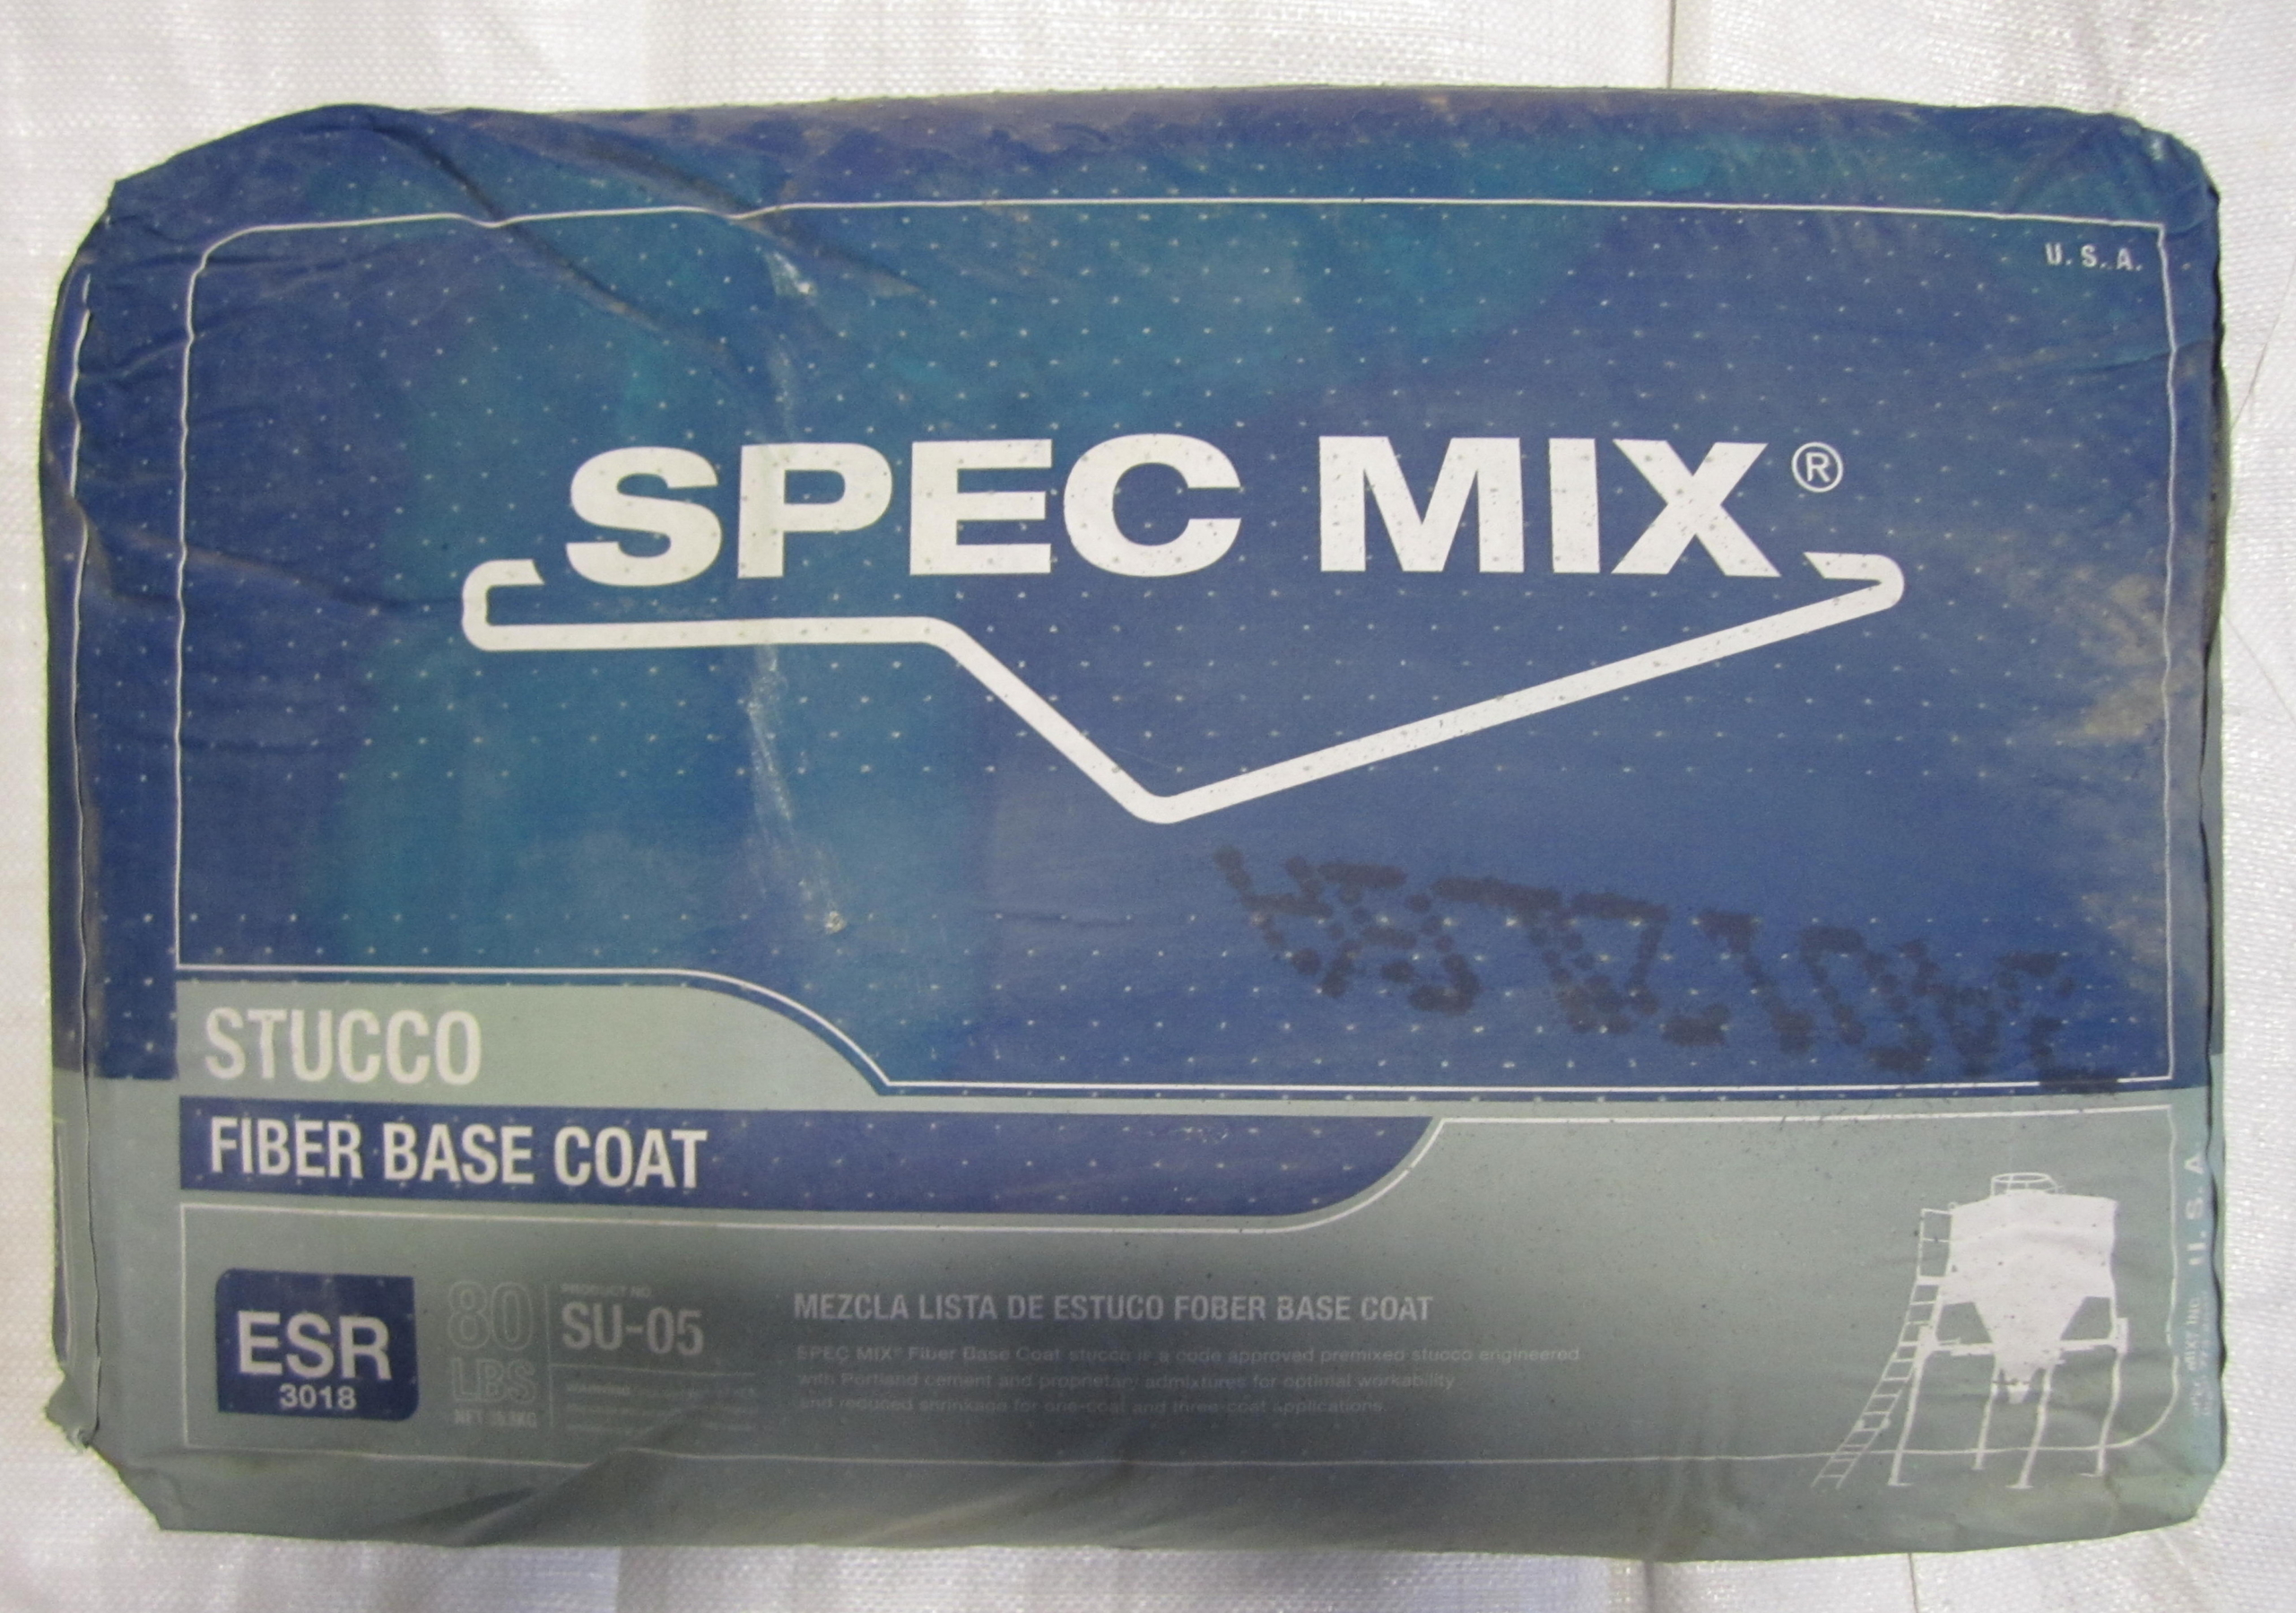 U.S.A.
SPEC MIX®
STUCCO
FIBER BASE COAT
ESR
3018
80
LBS
PRODUCT NO.
SU-05
MEZCLA LISTA DE ESTUCO FOBER BASE COAT
SPEC MIX® Fiber Base Coat stucco is a code approved premixed stucco engineered
with Portland cement and proprietary admixtures for optimal workability
and reduced shrinkage for one-coat and three-coat applications.
U.S.A.